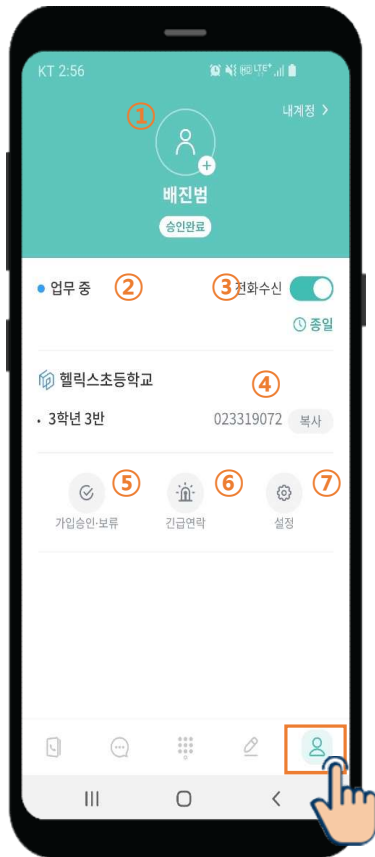 KT 2:56 LTE+
①
내계정 >
배진범
승인완료
• 업무 중 ② ③ 전화수신
종일
헬릭스초등학교 ④
• 3학년 3반 023319072 복사
⑤ ⑥ ⑦
가입승인·보류 긴급연락 설정